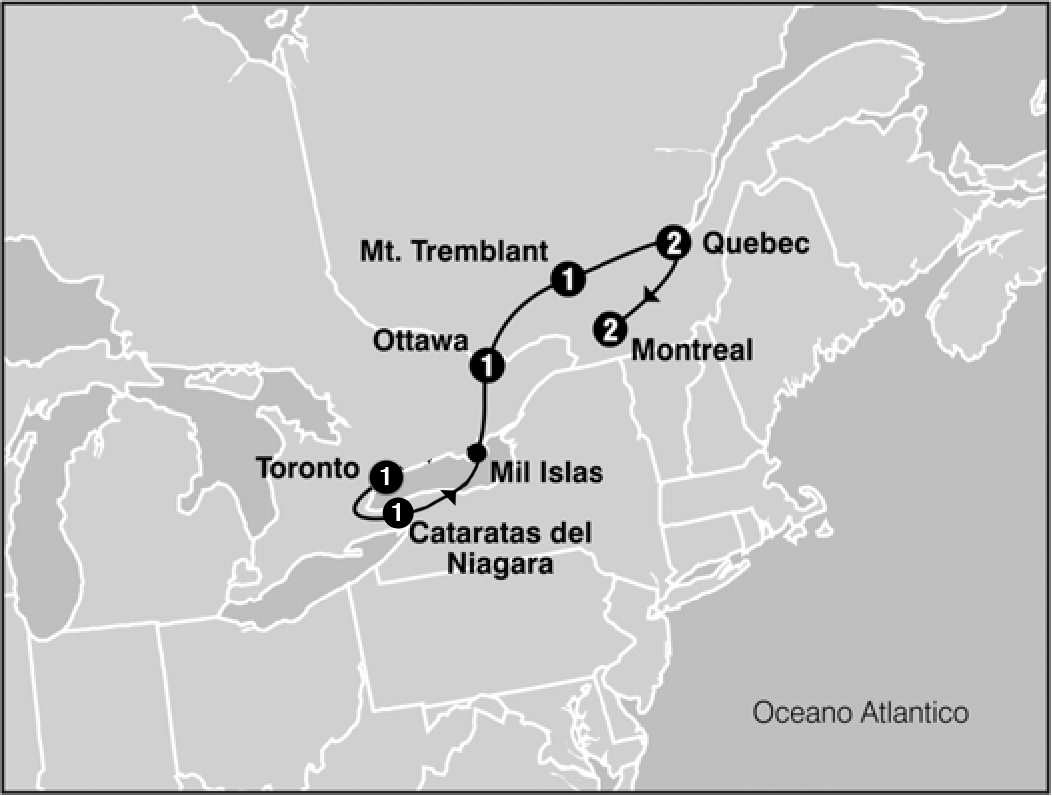 2 Quebec
Mt. Tremblant
1
2
Montreal
Ottawa
1
Toronto 1
Mil Islas
1
Cataratas del
Niagara
Oceano Atlantico